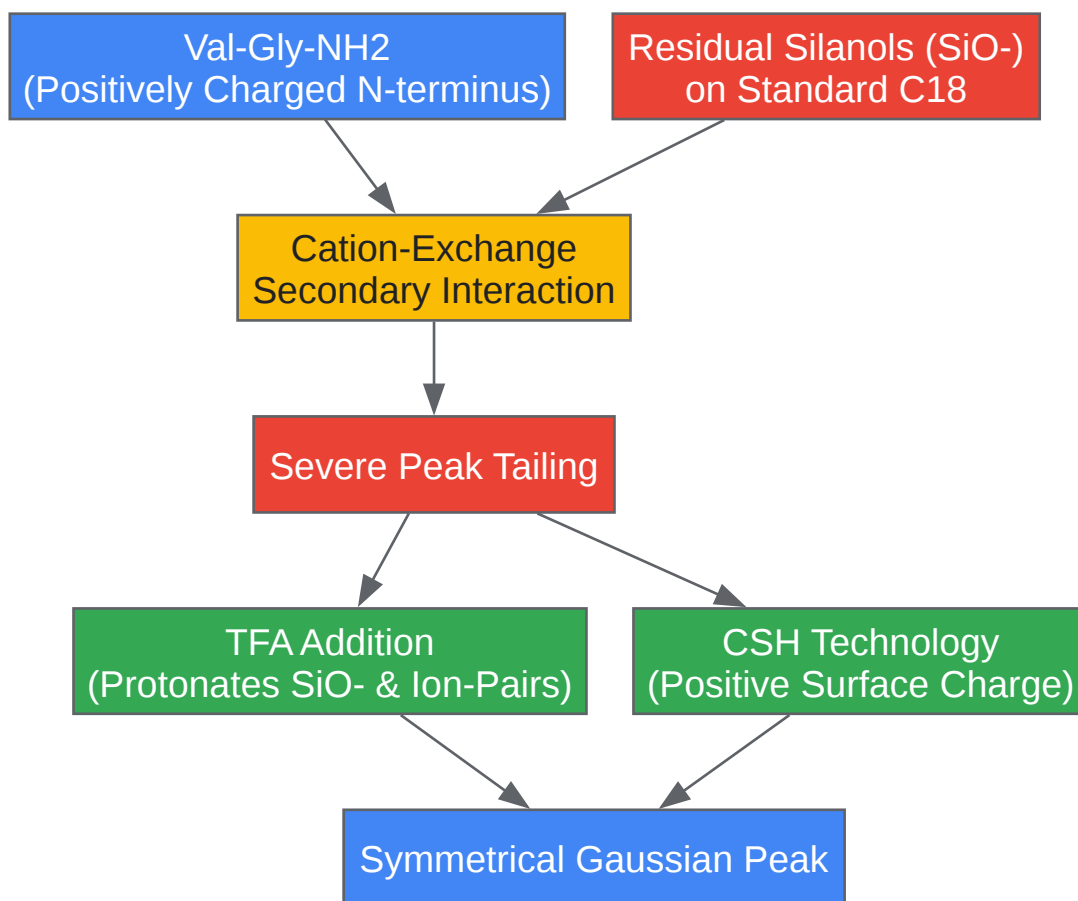 Val-Gly-NH2
(Positively Charged N-terminus)
Residual Silanols (SiO-)
on Standard C18
Cation-Exchange
Secondary Interaction
Severe Peak Tailing
TFA Addition
(Protonates SiO- & Ion-Pairs)
CSH Technology
(Positive Surface Charge)
Symmetrical Gaussian Peak